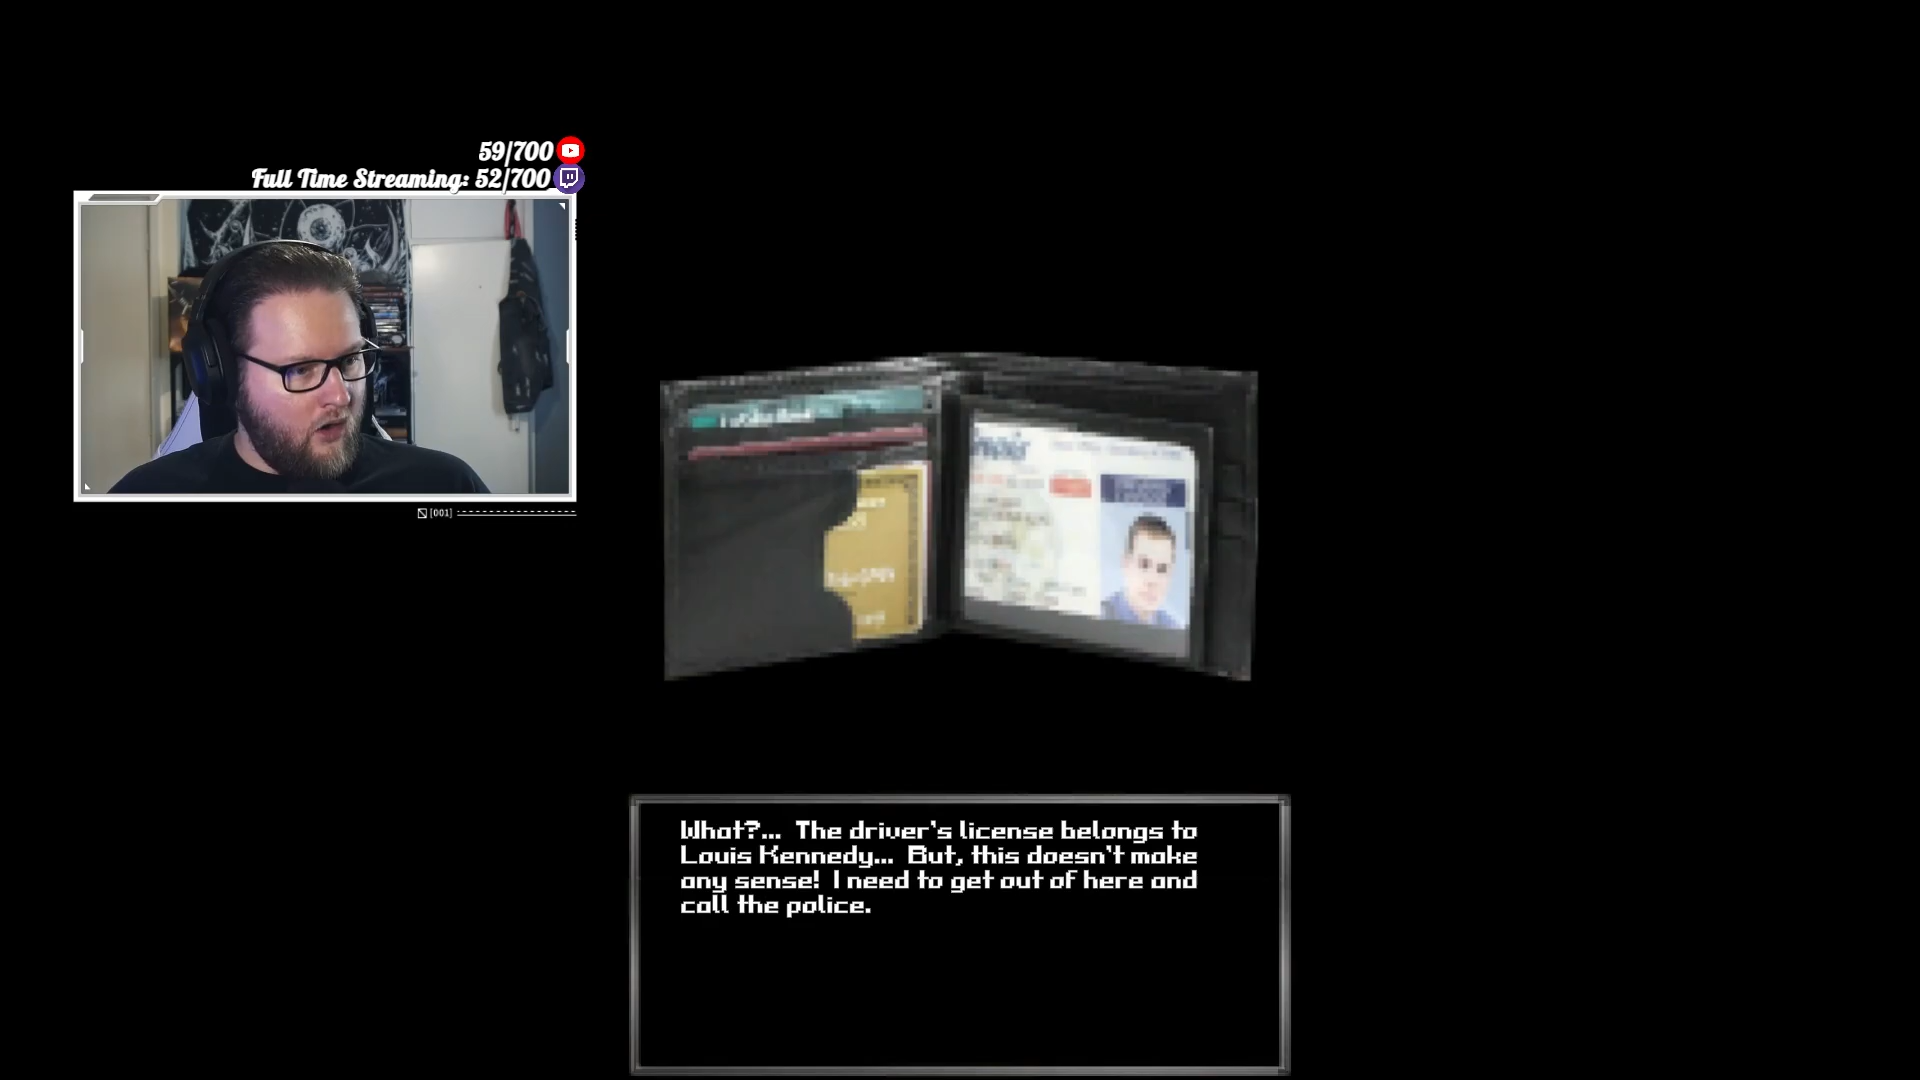 59/700
Full Time Streaming: 52/700
[001]
What?... The driver's license belongs to
Louis Kennedy... But, this doesn't make
any sense! I need to get out of here and
call the police.